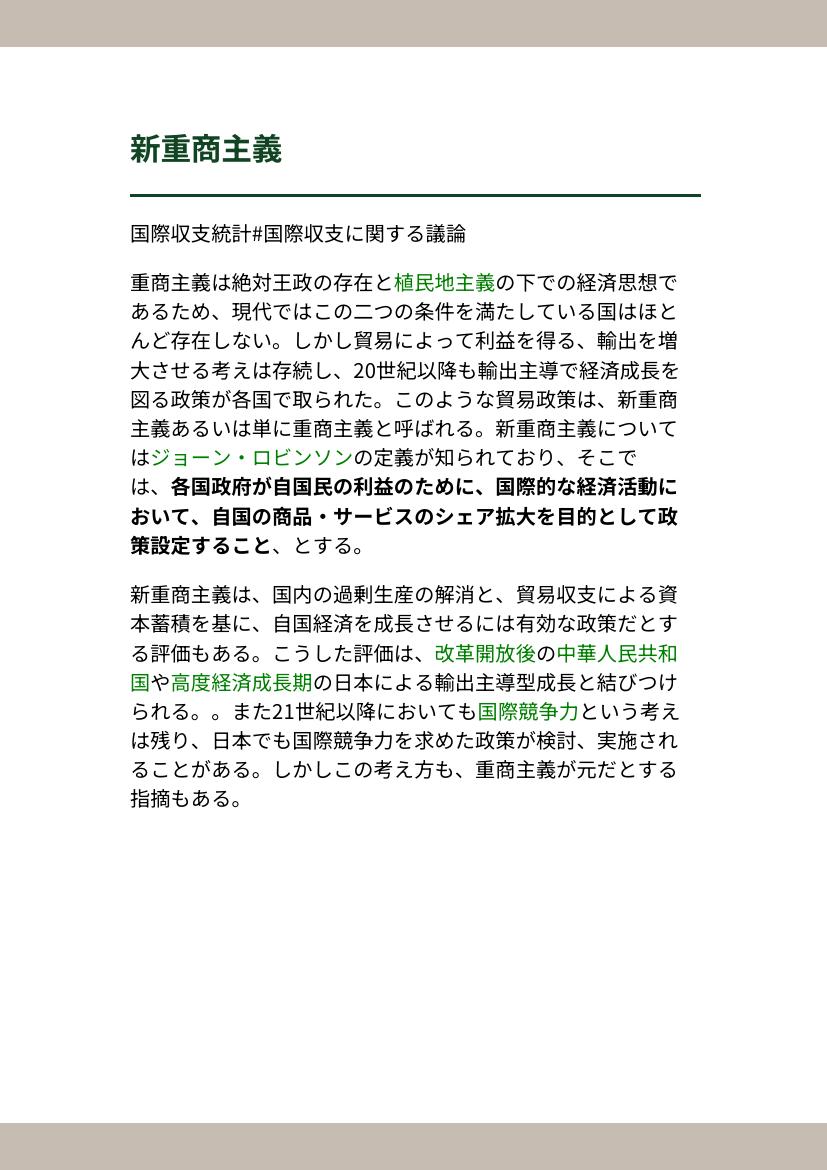 新重商主義
国際収支統計#国際収支に関する議論
重商主義は絶対王政の存在と植民地主義の下での経済思想で
あるため、現代ではこの二つの条件を満たしている国はほと
んど存在しない。しかし貿易によって利益を得る、輸出を増
大させる考えは存続し、20世紀以降も輸出主導で経済成長を
図る政策が各国で取られた。このような貿易政策は、新重商
主義あるいは単に重商主義と呼ばれる。新重商主義について
はジョーン・ロビンソンの定義が知られており、そこで
は、各国政府が自国民の利益のために、国際的な経済活動に
おいて、自国の商品・サービスのシェア拡大を目的として政
策設定すること、とする。
新重商主義は、国内の過剰生産の解消と、貿易収支による資
本蓄積を基に、自国経済を成長させるには有効な政策だとす
る評価もある。こうした評価は、改革開放後の中華人民共和
国や高度経済成長期の日本による輸出主導型成長と結びつけ
られる。。また21世紀以降においても国際競争力という考え
は残り、日本でも国際競争力を求めた政策が検討、実施され
ることがある。しかしこの考え方も、重商主義が元だとする
指摘もある。